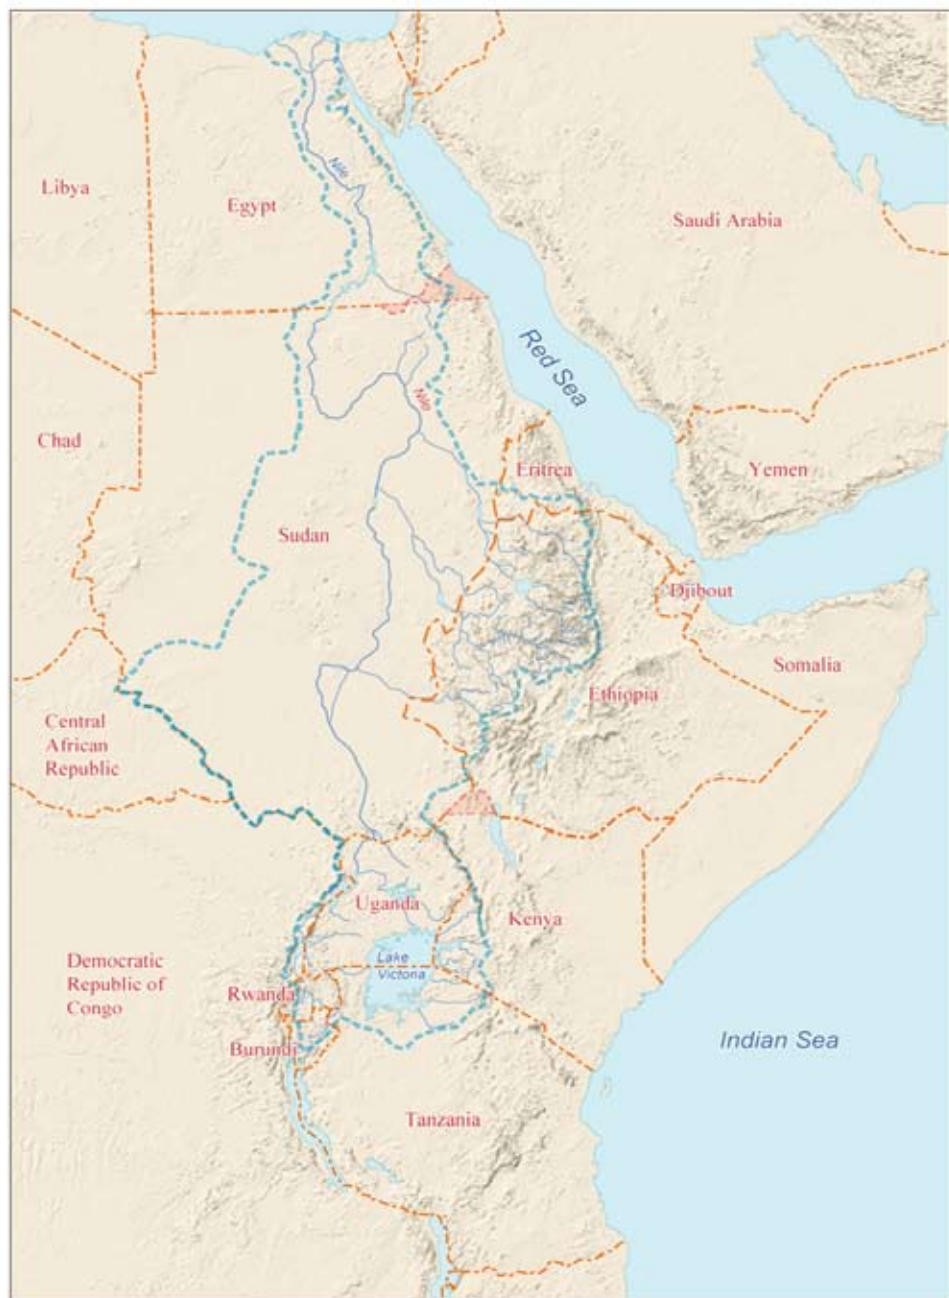 Nile
Libya
Egypt
Saudi Arabia
Red Sea
Nile
Chad
Eritrea
Yemen
Sudan
Djibout
Somalia
Ethiopia
Central
African
Republic
Uganda
Kenya
Lake
Victoria
Democratic
Republic of
Congo
Rwanda
Burundi
Indian Sea
Tanzania